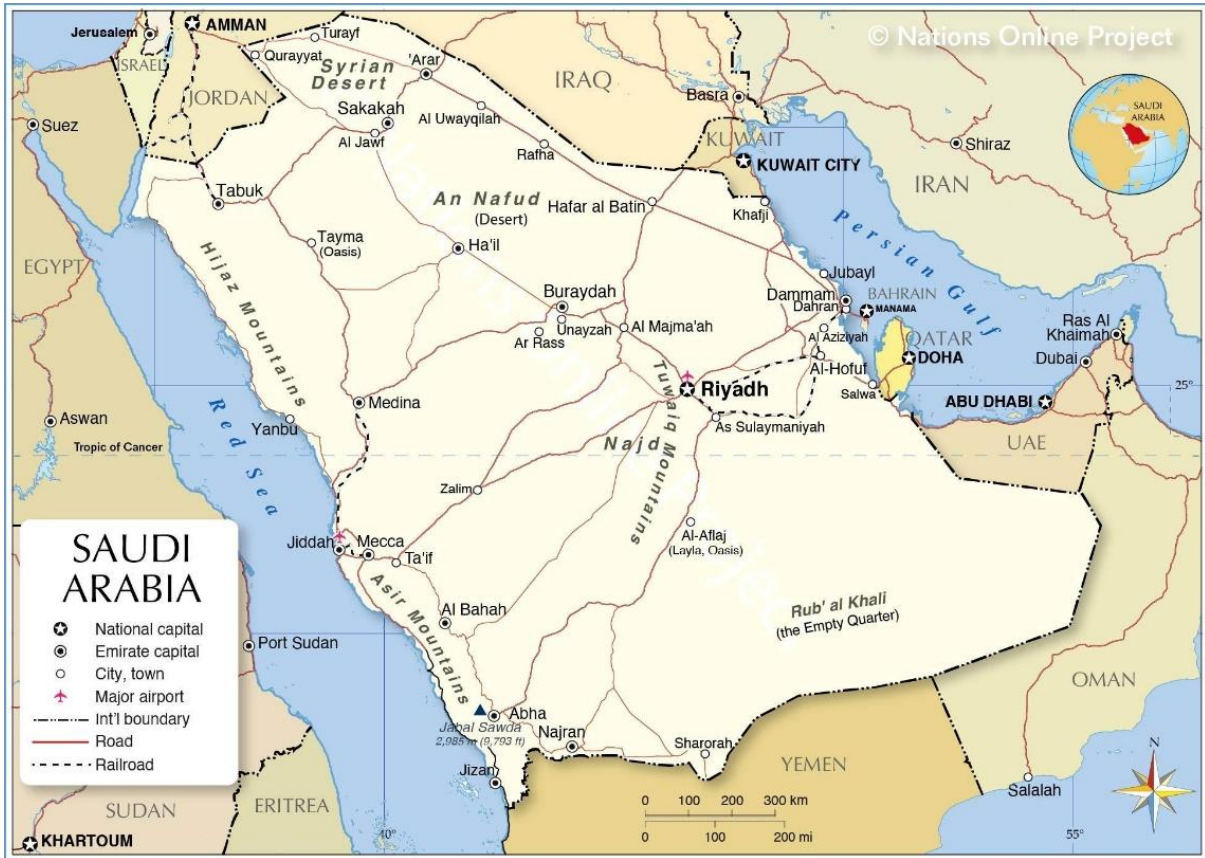 © Nations Online Project
AMMAN
Jerusalem
ISRAEL
JORDAN
Turayf
Qurayyat
Syrian
Desert
'Arar
IRAQ
Basra
SAUDI
ARABIA
Suez
Sakakah
Al Jawf
Al Uwayqilah
Rafha
KUWAIT
KUWAIT CITY
Shiraz
IRAN
Tabuk
An Nafud
(Desert)
Hafar al Batin
Khafji
Persian Gulf
Tayma
(Oasis)
Ha'il
EGYPT
Hijaz Mountains
Jubayl
Buraydah
Unayzah
Ar Rass
Al Majma'ah
Dammam
Dahran
BAHRAIN
MANAMA
Al Aziziyah
Al-Hofuf
QATAR
DOHA
Ras Al
Khaimah
Dubai
Riyadh
Salwa
ABU DHABI
25°
Aswan
Red Sea
Yanbu
Medina
Tuwaiq Mountains
As Sulaymaniyah
Najd
UAE
Tropic of Cancer
Zalim
Al-Aflaj
(Layla, Oasis)
Jiddah
Mecca
Ta'if
Asir Mountains
Al Bahah
Rub' al Khali
(the Empty Quarter)
Port Sudan
OMAN
Abha
Jabal Sawda
2,985 m (9,793 ft)
Najran
Sharorah
Jizan
YEMEN
Salalah
N
SAUDI
ARABIA
National capital
Emirate capital
City, town
Major airport
Int'l boundary
Road
Railroad
SUDAN
ERITREA
KHARTOUM
40°
55°
0 100 200 300 km
0 100 200 mi